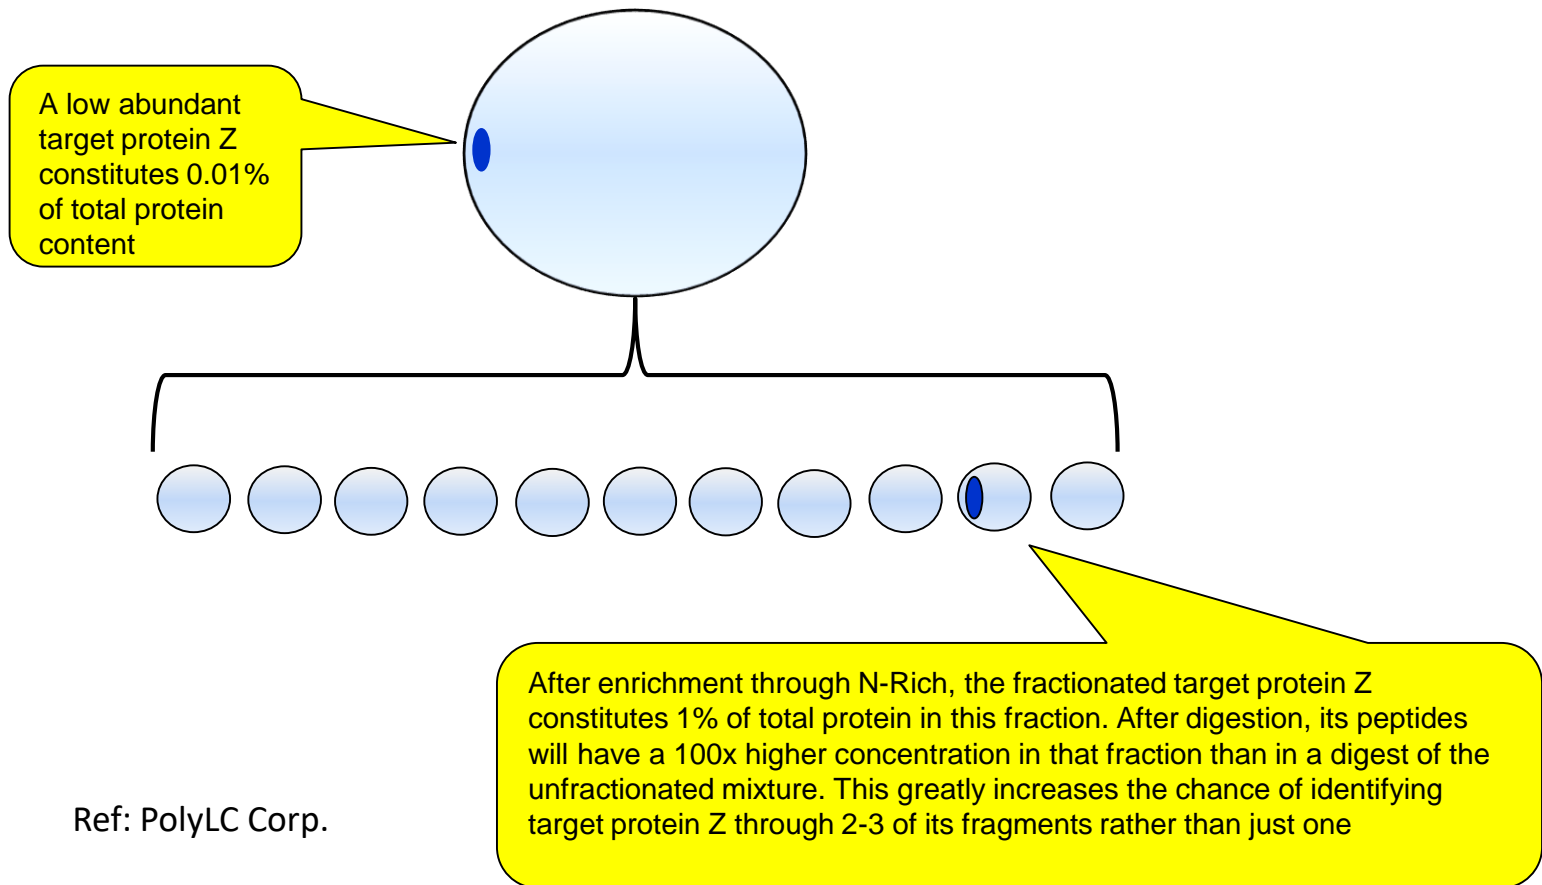 A low abundant
target protein Z
constitutes 0.01%
of total protein
content
After enrichment through N-Rich, the fractionated target protein Z
constitutes 1% of total protein in this fraction. After digestion, its peptides
will have a 100x higher concentration in that fraction than in a digest of the
unfractionated mixture. This greatly increases the chance of identifying
target protein Z through 2-3 of its fragments rather than just one
Ref: PolyLC Corp.